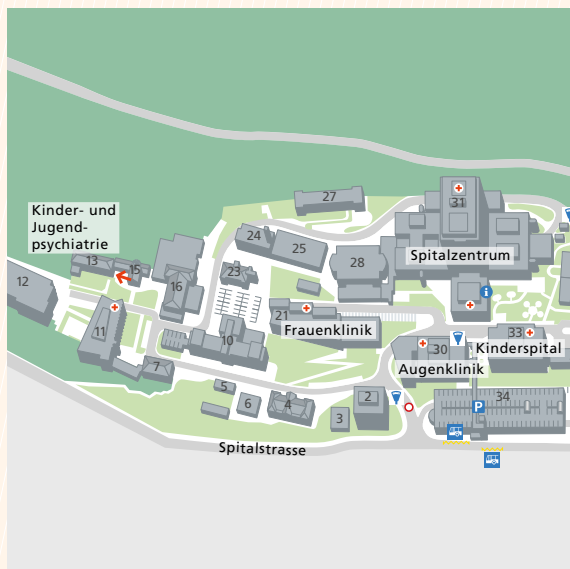 27
31
Kinder- und
Jugend-
psychiatrie
24
25
Spitalzentrum
28
13
15
23
12
16
i
21
Frauenklinik
11
10
33
30
Kinderspital
7
Augenklinik
5
6
4
2
3
34
P
Spitalstrasse